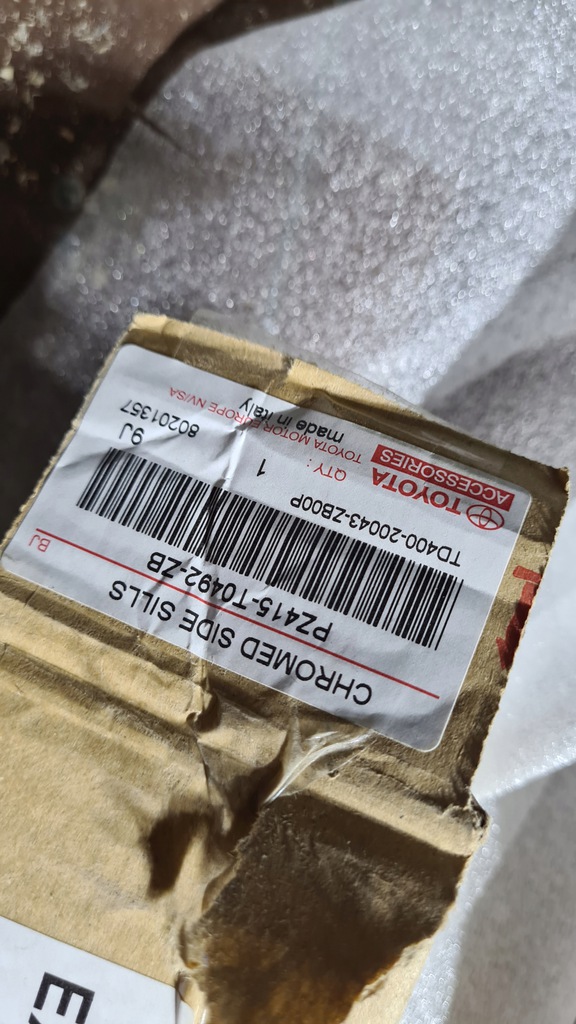 CHROMED SIDE SILLS
BJ
PZ415-T0492-ZB
TD400-20043-ZB00P
TOYOTA
ACCESSORIES
QTY : 1
9J
made in italy
TOYOTA MOTOR EUROPE NV/SA
80201357